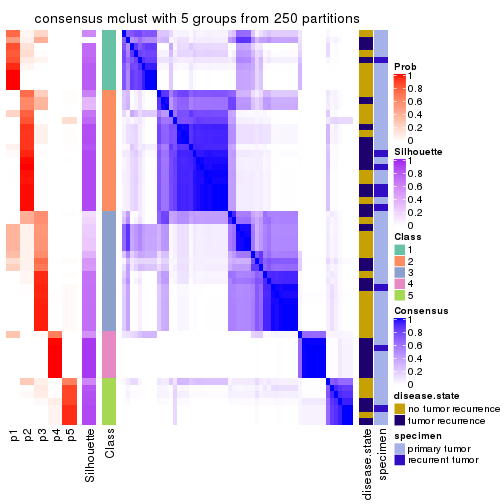 consensus mclust with 5 groups from 250 partitions
Prob
1
0.8
0.6
0.4
0.2
0
Silhouette
1
0.8
0.6
0.4
0.2
0
Class
1
2
3
4
5
Consensus
1
0.8
0.6
0.4
0.2
0
disease.state
no tumor recurrence
tumor recurrence
specimen
primary tumor
recurrent tumor
p1
p2
p3
p4
p5
Silhouette
Class
disease.state
specimen